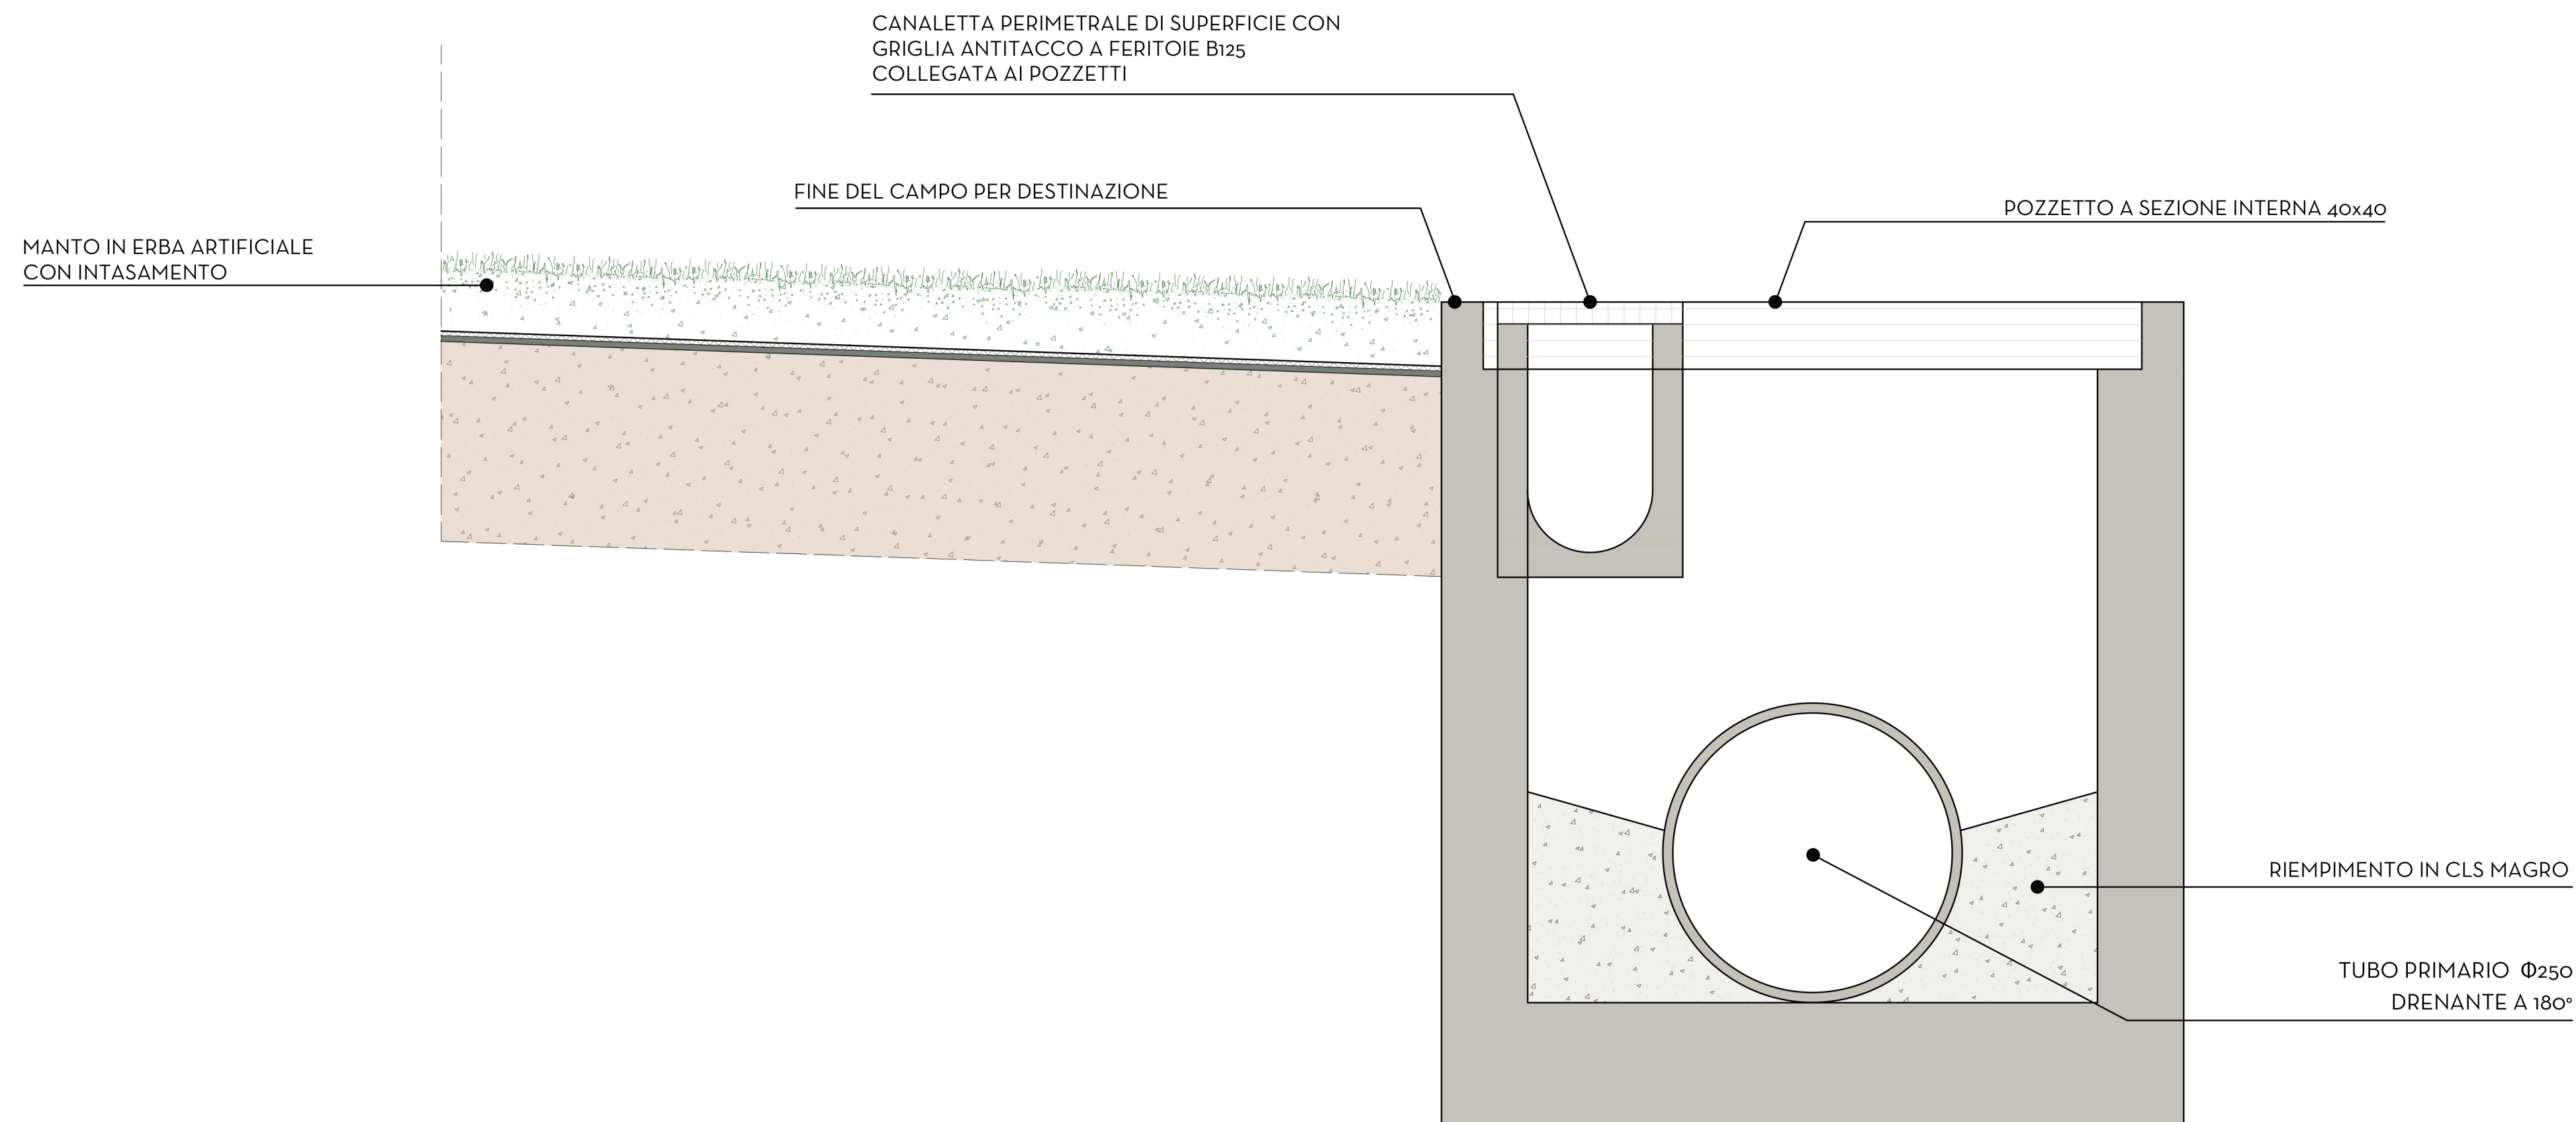 CANALETTA PERIMETRALE DI SUPERFICIE CON
GRIGLIA ANTITACCO A FERITOIE B125
COLLEGATA AI POZZETTI
FINE DEL CAMPO PER DESTINAZIONE
POZZETTO A SEZIONE INTERNA 40x40
MANTO IN ERBA ARTIFICIALE
CON INTASAMENTO
RIEMPIMENTO IN CLS MAGRO
TUBO PRIMARIO Φ250
DRENANTE A 180°